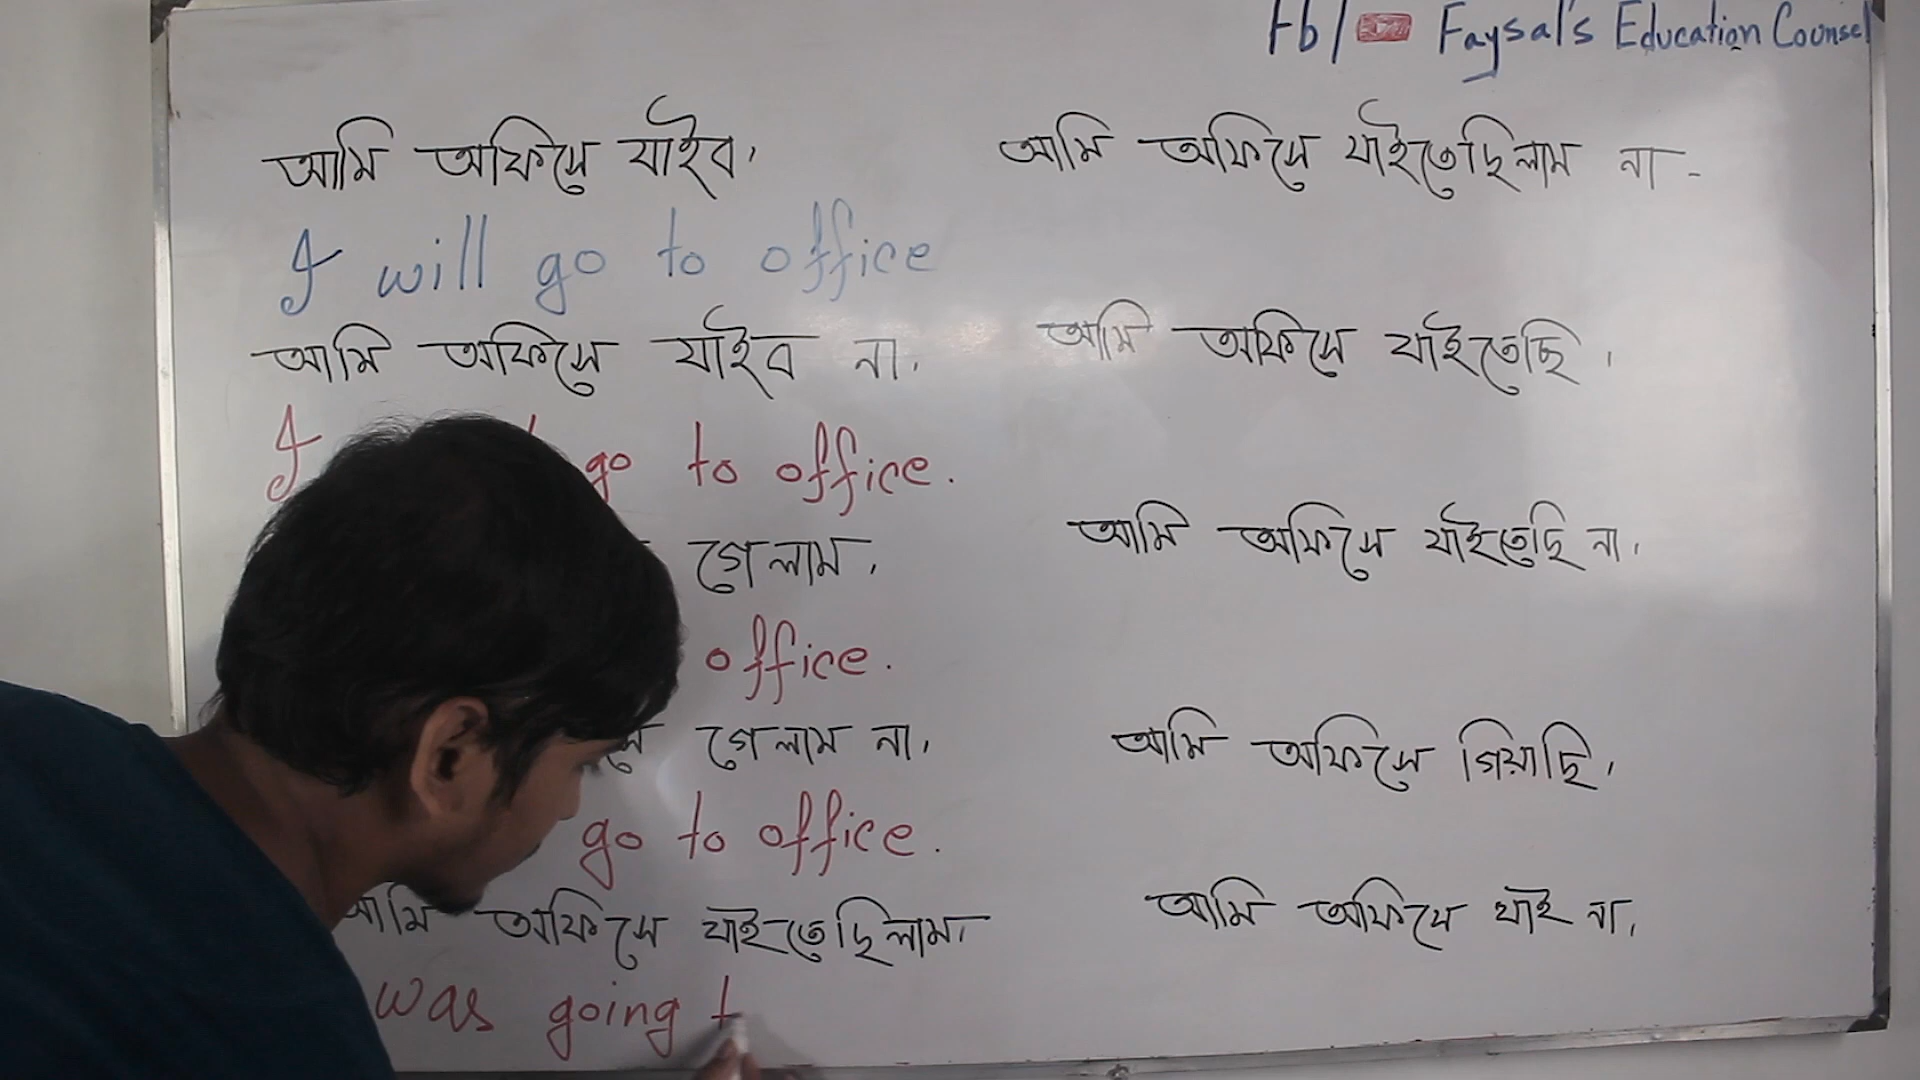 Fb / Faysal's Education Counsel
আমি অফিসে যাইব।
I will go to office
আমি অফিসে যাইব না।
I go to office.
গেলাম।
office.
গেলাম না।
go to office.
আমি অফিসে যাইতেছিলাম।
was going t
আমি অফিসে যাইতেছিলাম না-
আমি অফিসে যাইতেছি।
আমি অফিসে যাইতেছি না।
আমি অফিসে গিয়াছি।
আমি অফিসে যাই না।